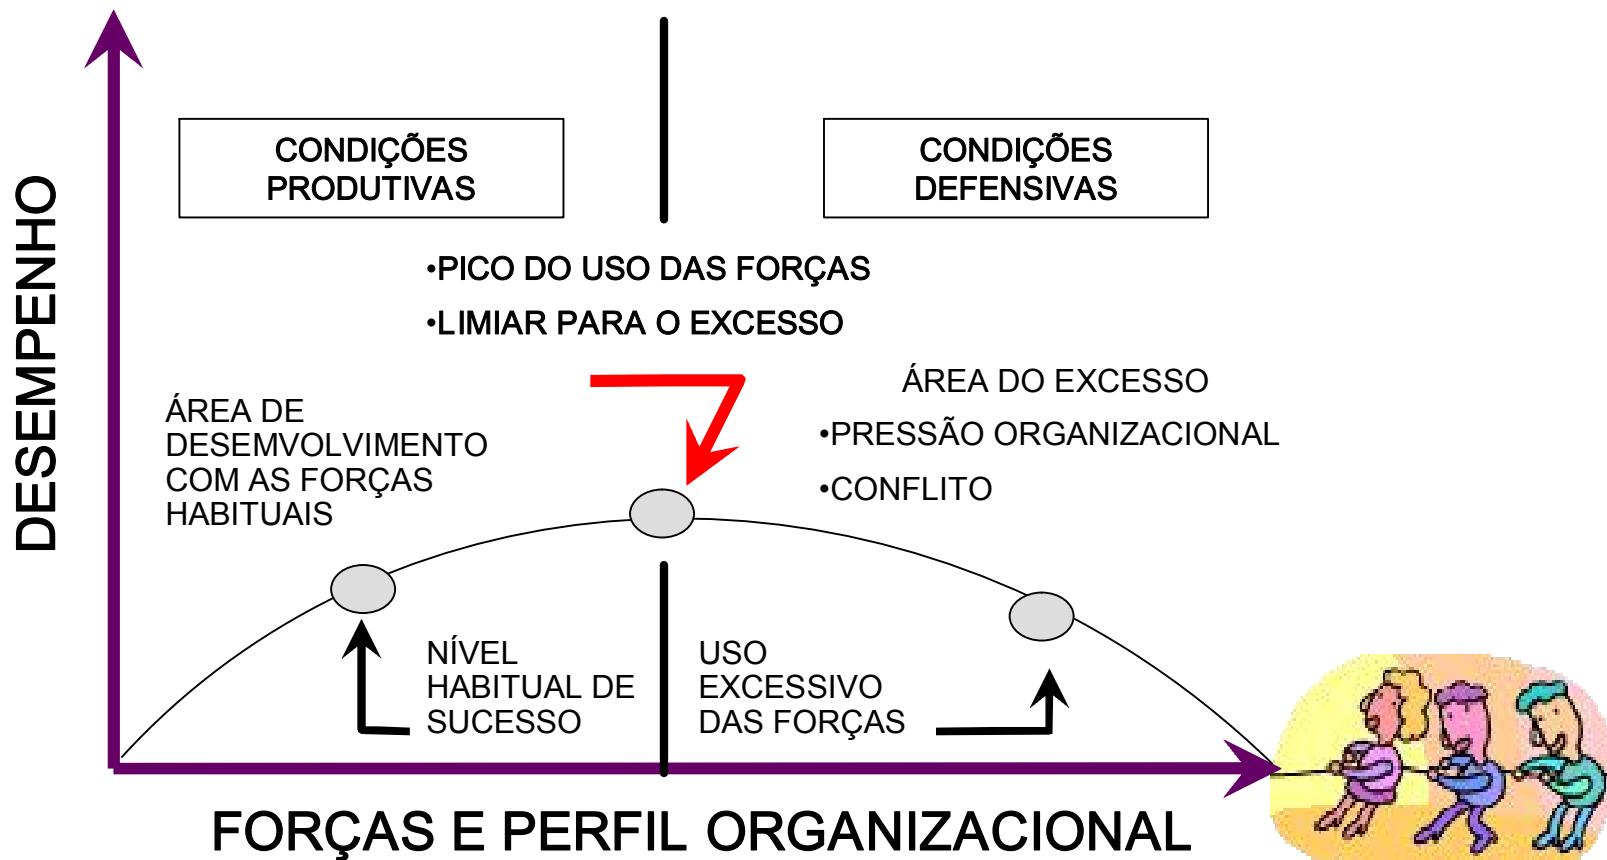 DESEMPENHO
CONDIÇÕES
PRODUTIVAS
CONDIÇÕES
DEFENSIVAS
•PICO DO USO DAS FORÇAS
•LIMIAR PARA O EXCESSO
ÁREA DE
DESEMVOLVIMENTO
COM AS FORÇAS
HABITUAIS
ÁREA DO EXCESSO
•PRESSÃO ORGANIZACIONAL
•CONFLITO
NÍVEL
HABITUAL DE
SUCESSO
USO
EXCESSIVO
DAS FORÇAS
FORÇAS E PERFIL ORGANIZACIONAL